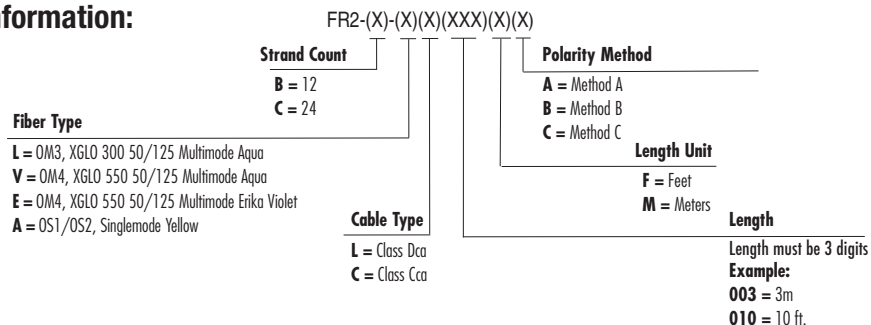 nformation:
FR2-(X)-(X)(X)(XXX)(X)(X)
Strand Count
B = 12
C = 24
Fiber Type
L = OM3, XGLO 300 50/125 Multimode Aqua
V = OM4, XGLO 550 50/125 Multimode Aqua
E = OM4, XGLO 550 50/125 Multimode Erika Violet
A = OS1/OS2, Singlemode Yellow
Cable Type
L = Class Dca
C = Class Cca
Polarity Method
A = Method A
B = Method B
C = Method C
Length Unit
F = Feet
M = Meters
Length
Length must be 3 digits
Example:
003 = 3m
010 = 10 ft.